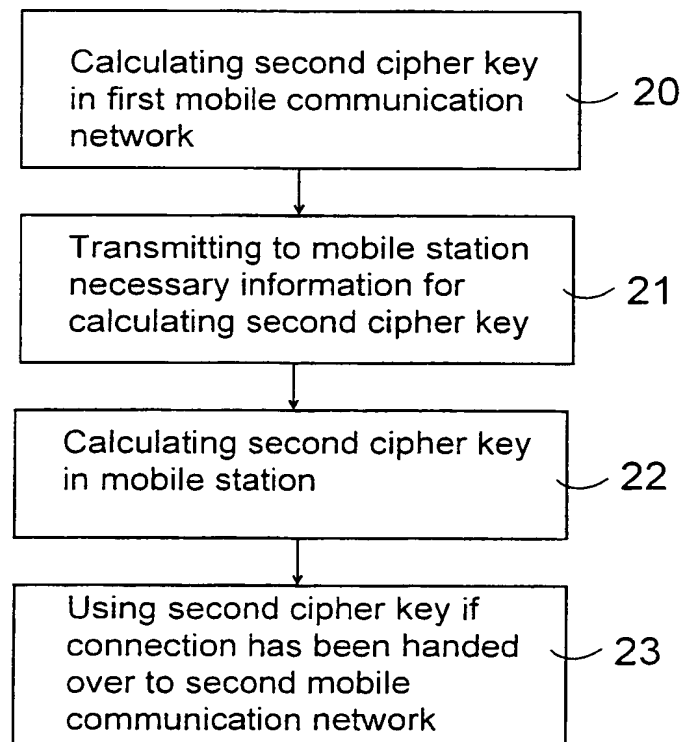 Calculating second cipher key
in first mobile communication
network
20
Transmitting to mobile station
necessary information for
calculating second cipher key
21
Calculating second cipher key
in mobile station
22
Using second cipher key if
connection has been handed
over to second mobile
communication network
23